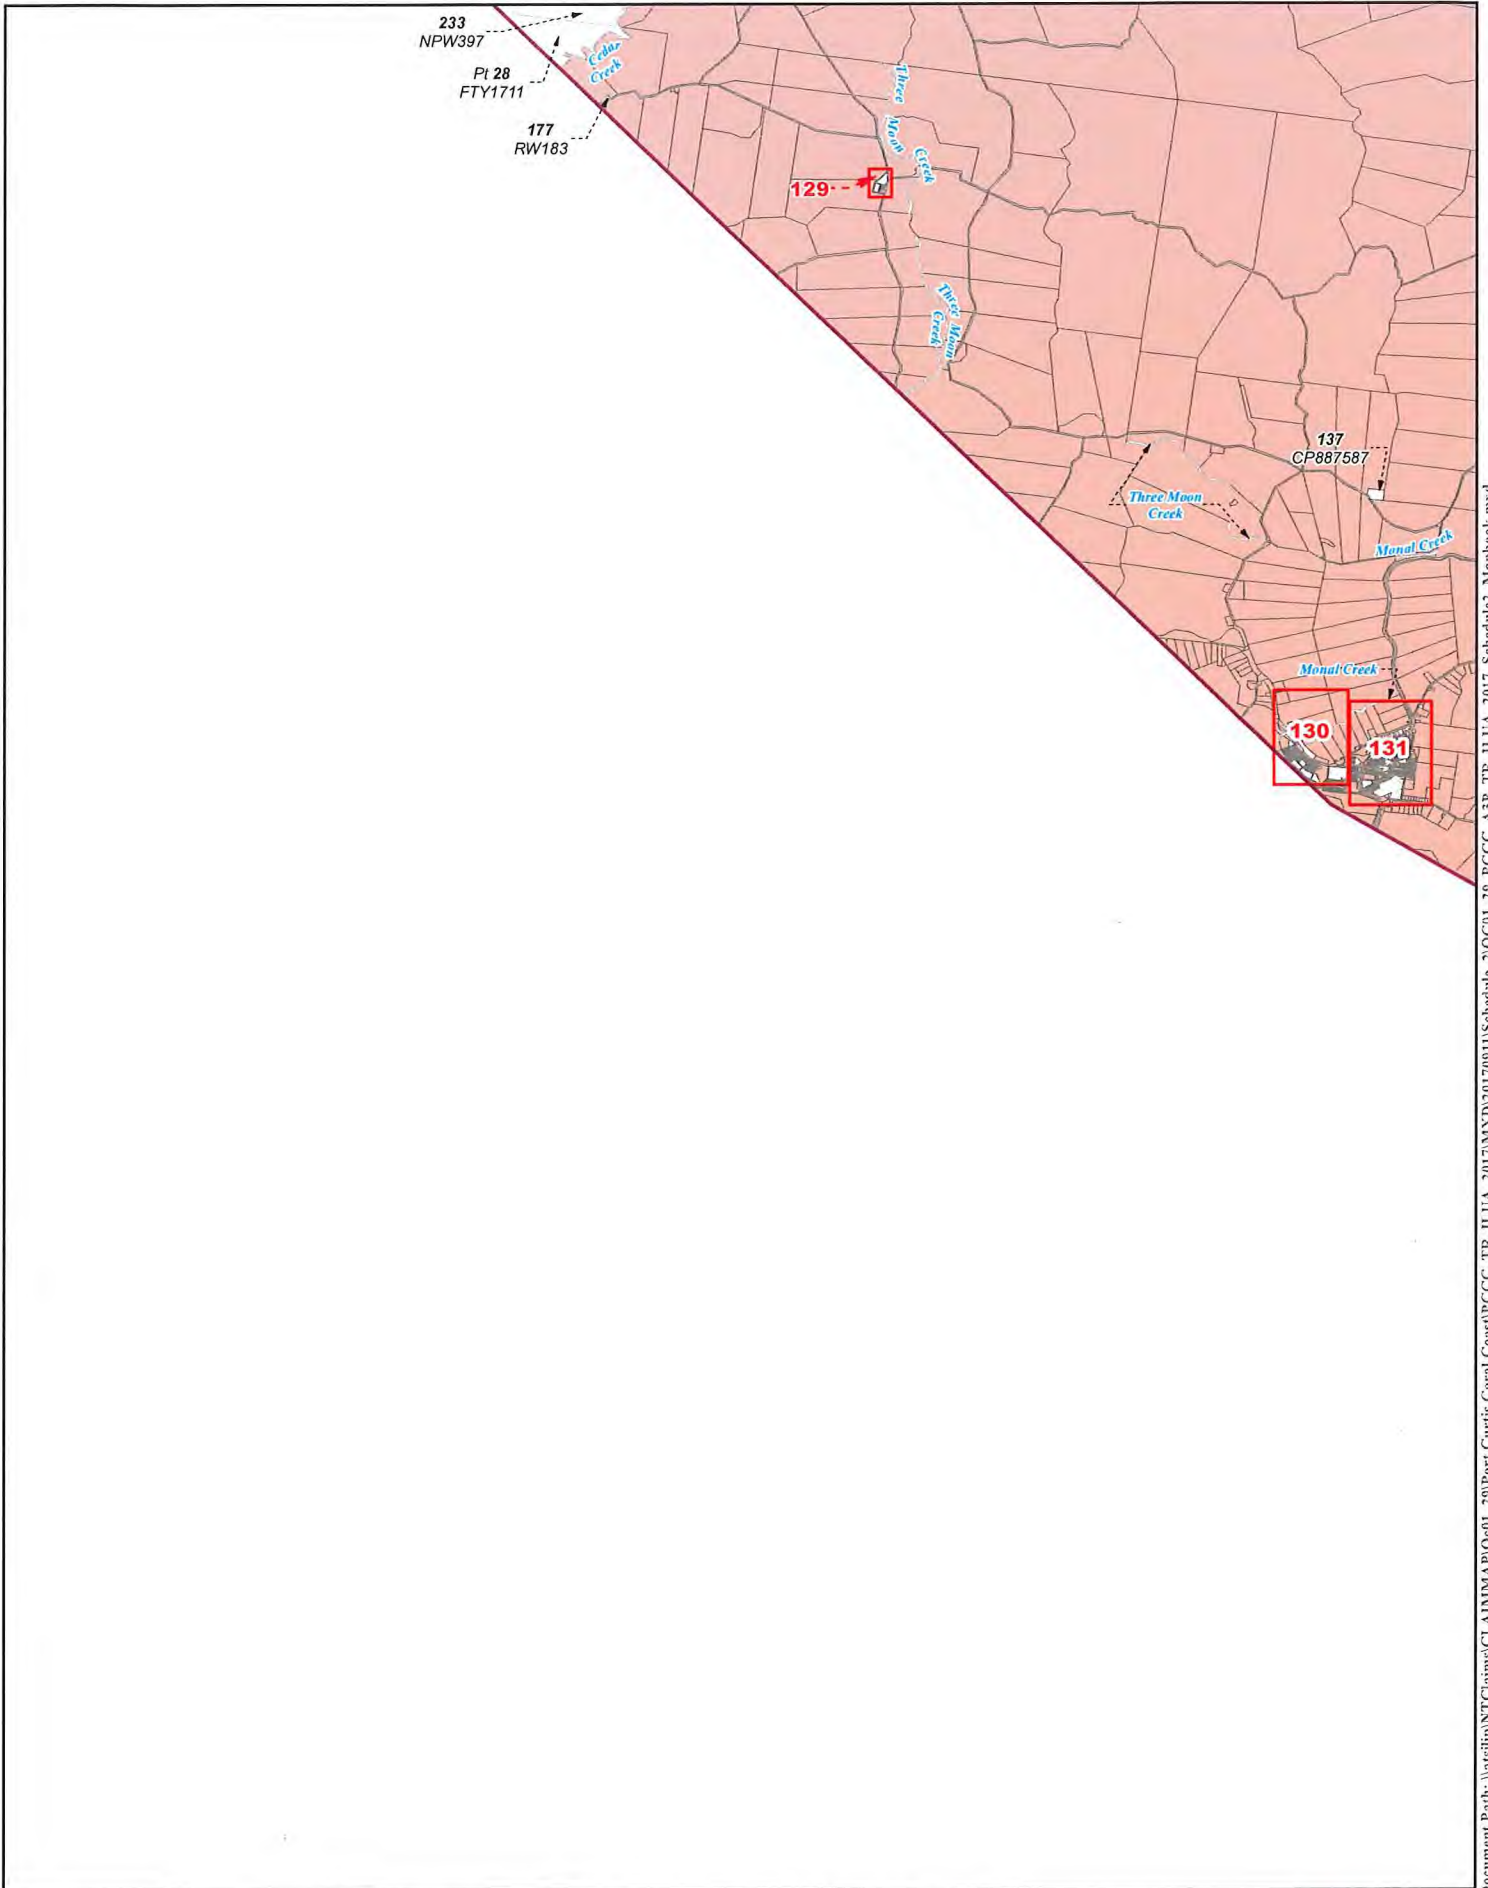 233
NPW397
Pt 28
FTY1711
177
RW183
Cedar
Creek
Three
Moon
Creek
129
Three Moon
Creek
137
CP887587
Three Moon
Creek
Monal Creek
Monal Creek
130
131